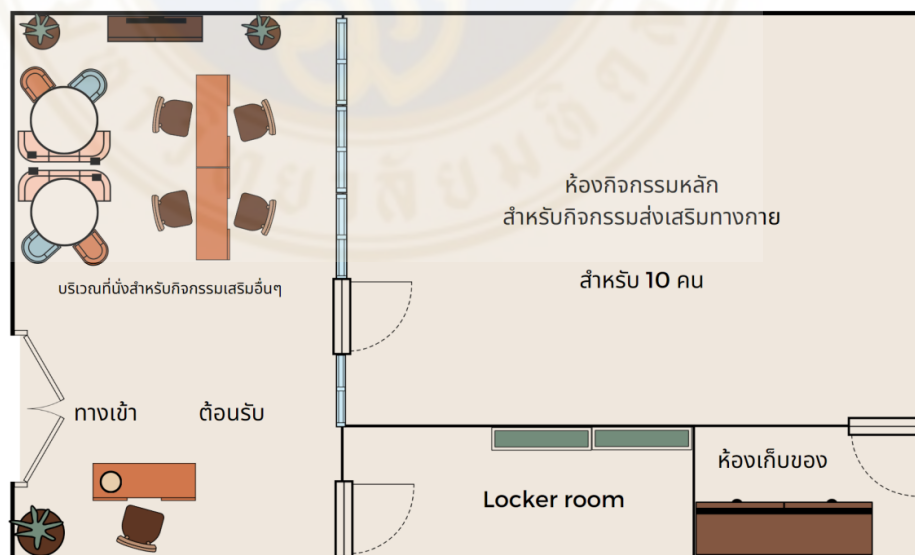 ห้องกิจกรรมหลัก
สำหรับกิจกรรมส่งเสริมทางกาย
สำหรับ 10 คน
บริเวณที่นั่งสำหรับกิจกรรมเสริมอื่นๆ
ทางเข้า
ต้อนรับ
ห้องเก็บของ
Locker room